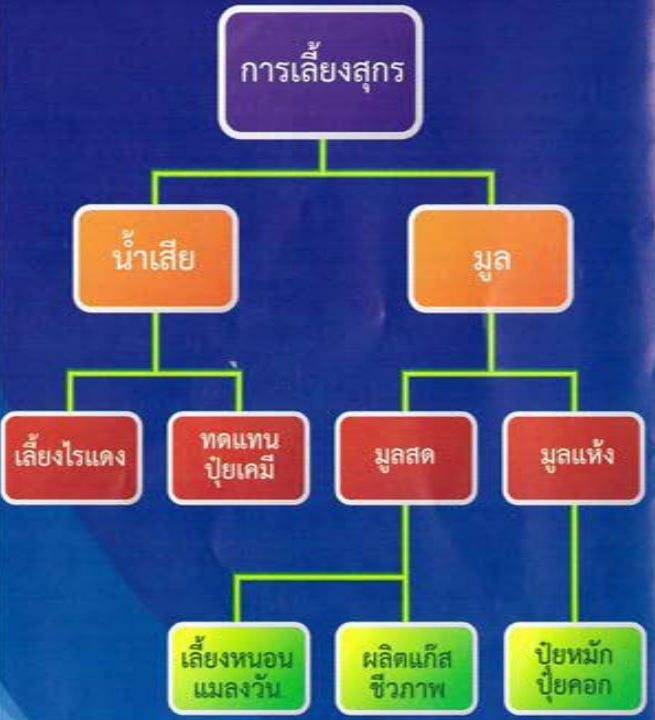 การเลี้ยงสุกร
น้ำเสีย
มูล
เลี้ยงไรแดง
ทดแทน
ปุ๋ยเคมี
มูลสด
มูลแห้ง
เลี้ยงหนอน
แมลงวัน
ผลิตแก๊ส
ชีวภาพ
ปุ๋ยหมัก
ปุ๋ยคอก